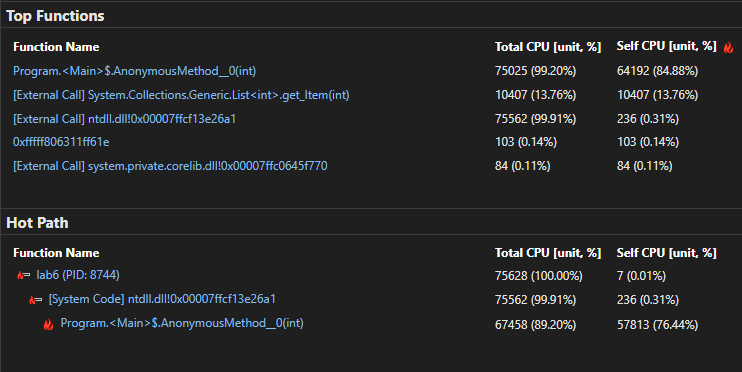 Top Functions
Function Name Total CPU [unit, %] Self CPU [unit, %]
Program.<Main>$.AnonymousMethod__0(int) 75025 (99.20%) 64192 (84.88%)
[External Call] System.Collections.Generic.List<int>.get_Item(int) 10407 (13.76%) 10407 (13.76%)
[External Call] ntdll.dll!0x00007ffcf13e26a1 75562 (99.91%) 236 (0.31%)
0xfffff806311ff61e 103 (0.14%) 103 (0.14%)
[External Call] system.private.corelib.dll!0x00007ffc0645f770 84 (0.11%) 84 (0.11%)
Hot Path
Function Name Total CPU [unit, %] Self CPU [unit, %]
lab6 (PID: 8744) 75628 (100.00%) 7 (0.01%)
[System Code] ntdll.dll!0x00007ffcf13e26a1 75562 (99.91%) 236 (0.31%)
Program.<Main>$.AnonymousMethod__0(int) 67458 (89.20%) 57813 (76.44%)